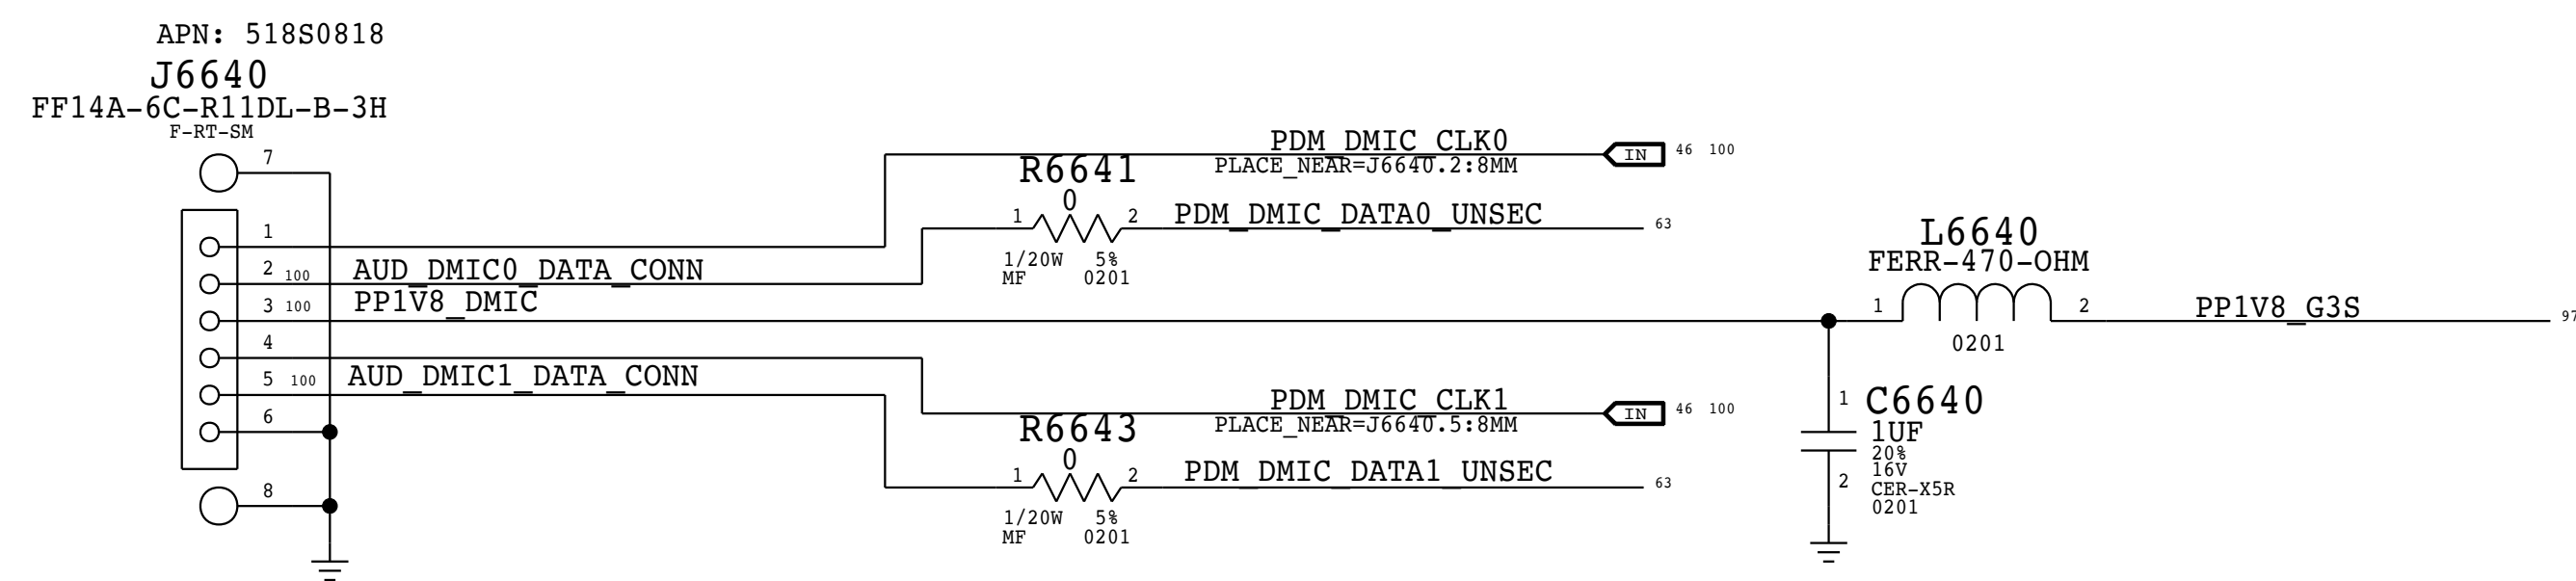 APN: 518S0818
J6640
FF14A-6C-R11DL-B-3H
F-RT-SM
7
1
2 100 AUD_DMIC0_DATA_CONN
3 100 PP1V8_DMIC
4
5 100 AUD_DMIC1_DATA_CONN
6
8
PDM_DMIC_CLK0 IN 46 100
PLACE_NEAR=J6640.2:8MM
R6641
0
1 2 PDM_DMIC_DATA0_UNSEC 63
1/20W 5%
MF 0201
PDM_DMIC_CLK1 IN 46 100
PLACE_NEAR=J6640.5:8MM
R6643
0
1 2 PDM_DMIC_DATA1_UNSEC 63
1/20W 5%
MF 0201
L6640
FERR-470-OHM
1 2 PP1V8_G3S 97
0201
1 C6640
1UF
20%
16V
2 CER-X5R
0201